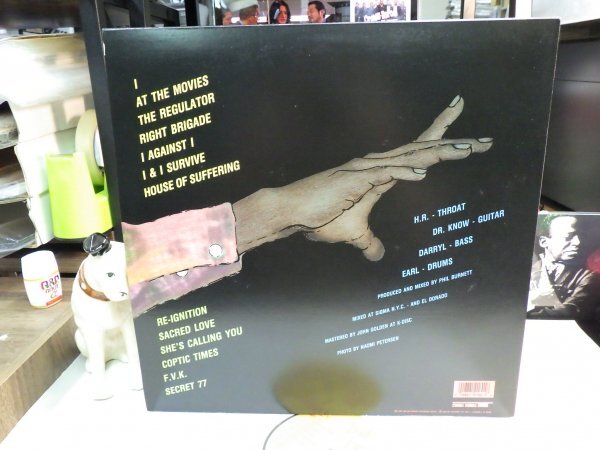 I
AT THE MOVIES
THE REGULATOR
RIGHT BRIGADE
I AGAINST I
I & I SURVIVE
HOUSE OF SUFFERING
H.R. - THROAT
DR. KNOW - GUITAR
DARRYL - BASS
EARL - DRUMS
PRODUCED AND MIXED BY PHIL BURNETT
MIXED AT SIGMA N.Y.C. - AND EL DORADO
MASTERED BY JOHN GOLDEN AT K-DISC
PHOTO BY NAOMI PETERSEN
RE-IGNITION
SACRED LOVE
SHE'S CALLING YOU
COPTIC TIMES
F.V.K.
SECRET 77